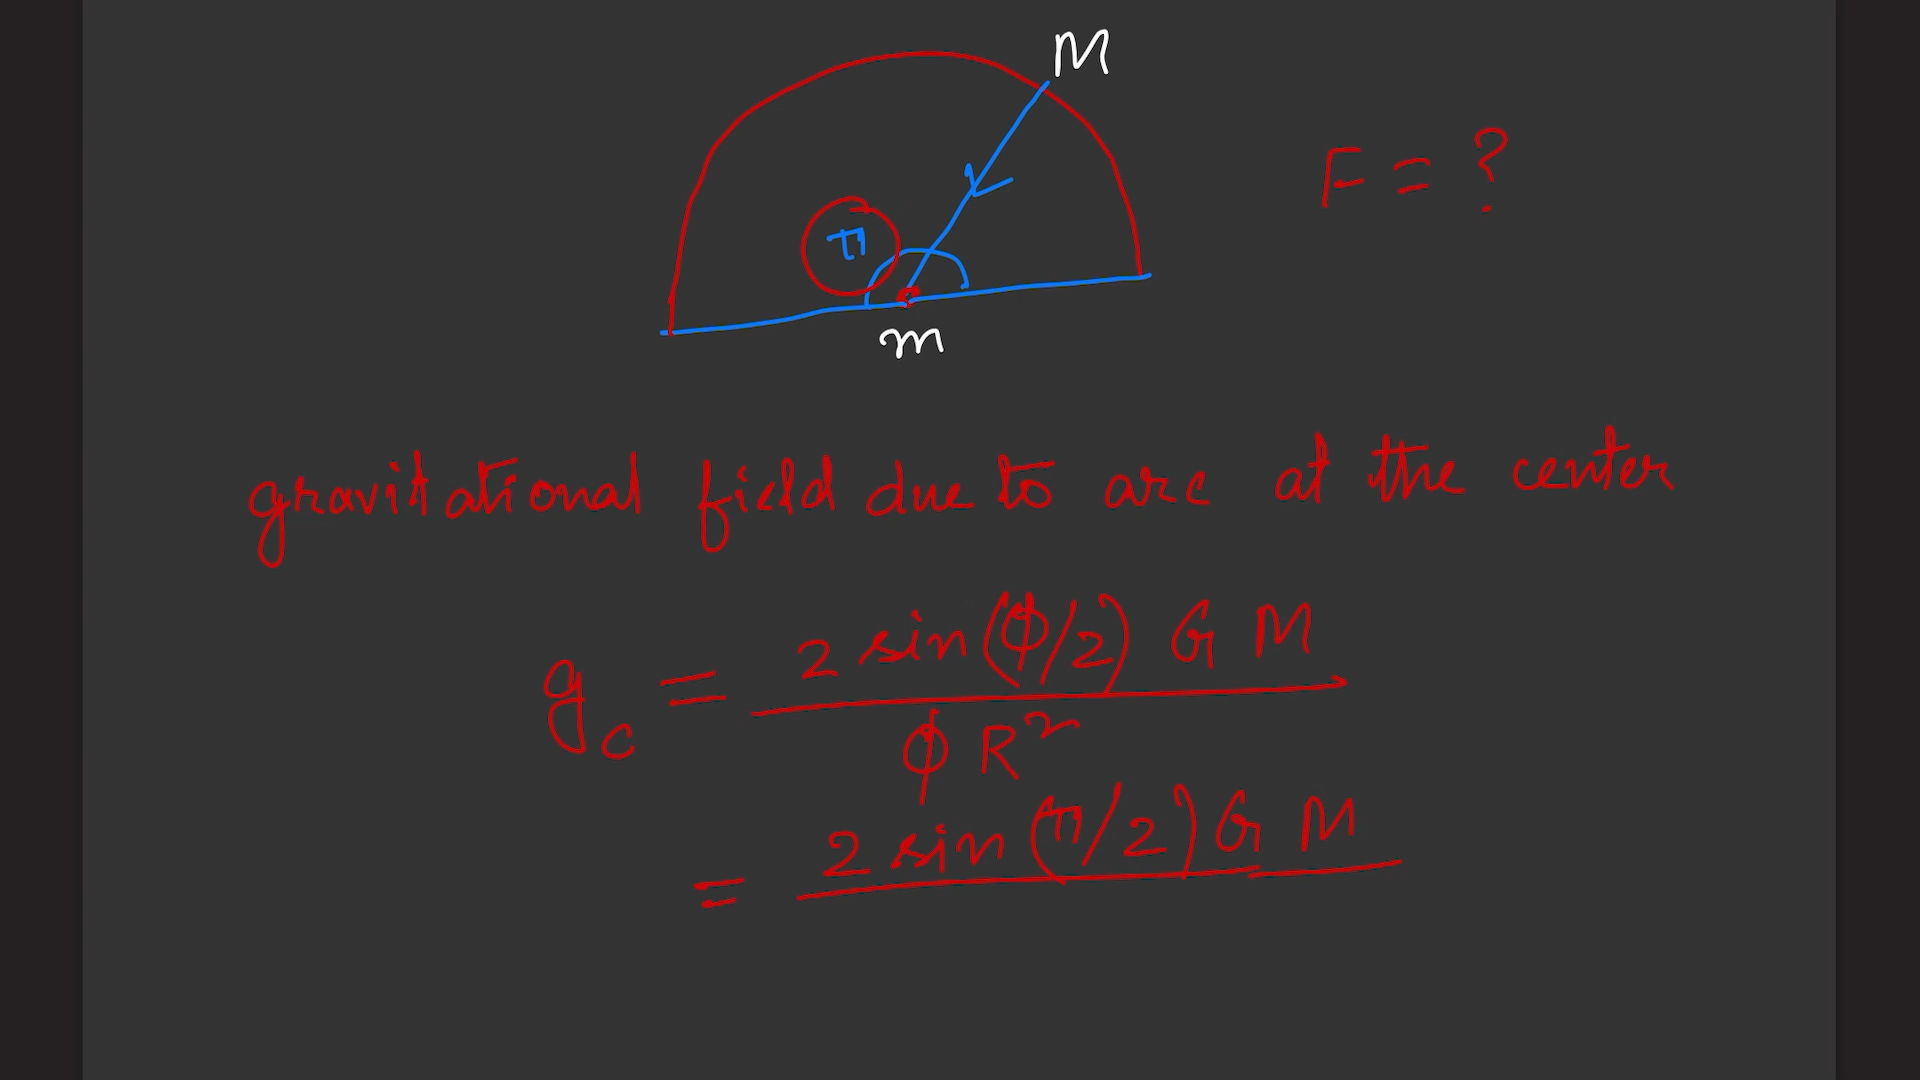 M
F = ?
π
m
gravitational field due to arc at the center
g_c = 2 sin(ϕ/2) G M / ϕ R²
= 2 sin(π/2) G M